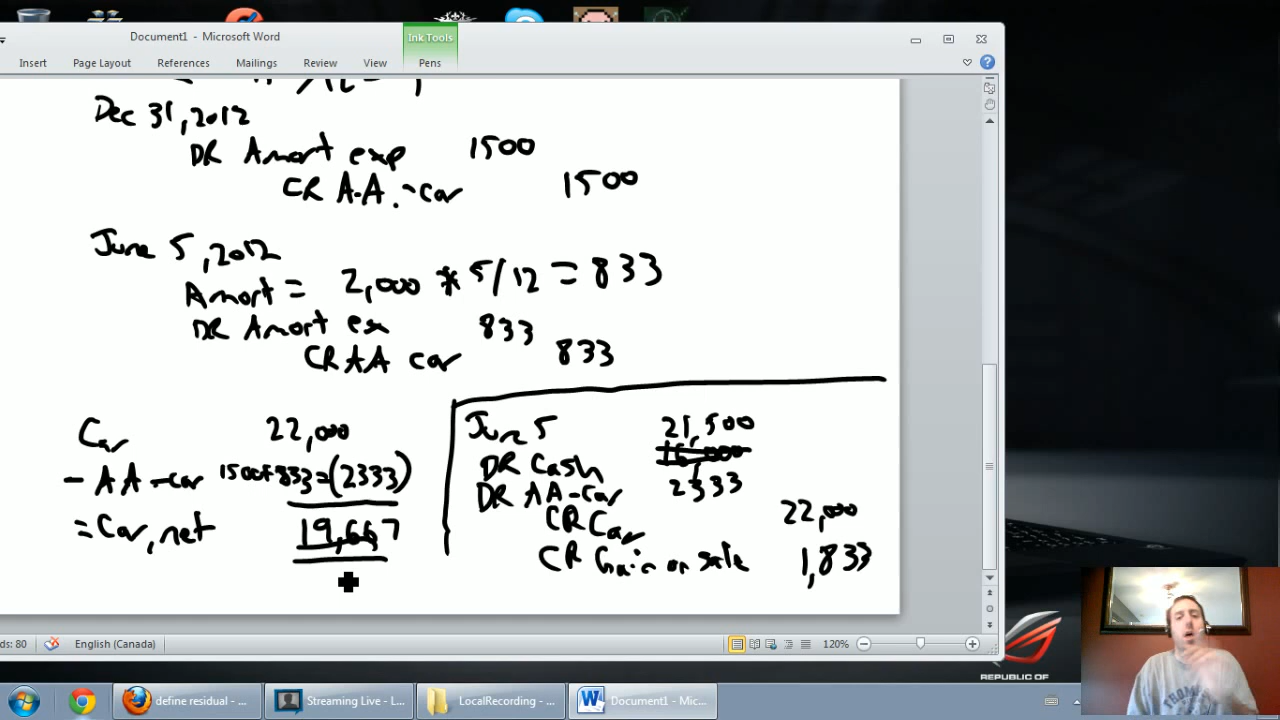 Document1 - Microsoft Word
Ink Tools
Insert Page Layout References Mailings Review View Pens
Dec 31, 2012
DR Amort exp 1500
CR A.A. - car 1500
June 5, 2012
Amort = 2,000 * 5/12 = 833
DR Amort ex 833
CR AA car 833
Car 22,000
- AA - car 1500+833=(2333)
= Car, net 19,667
June 5 21,500
DR Cash
DR AA-car 2333
CR Car 22,000
CR Gain on sale 1,833
ds: 80 English (Canada) 120%
REPUBLIC OF
define residual - ... Streaming Live - L... LocalRecording - ... Document1 - Mic...